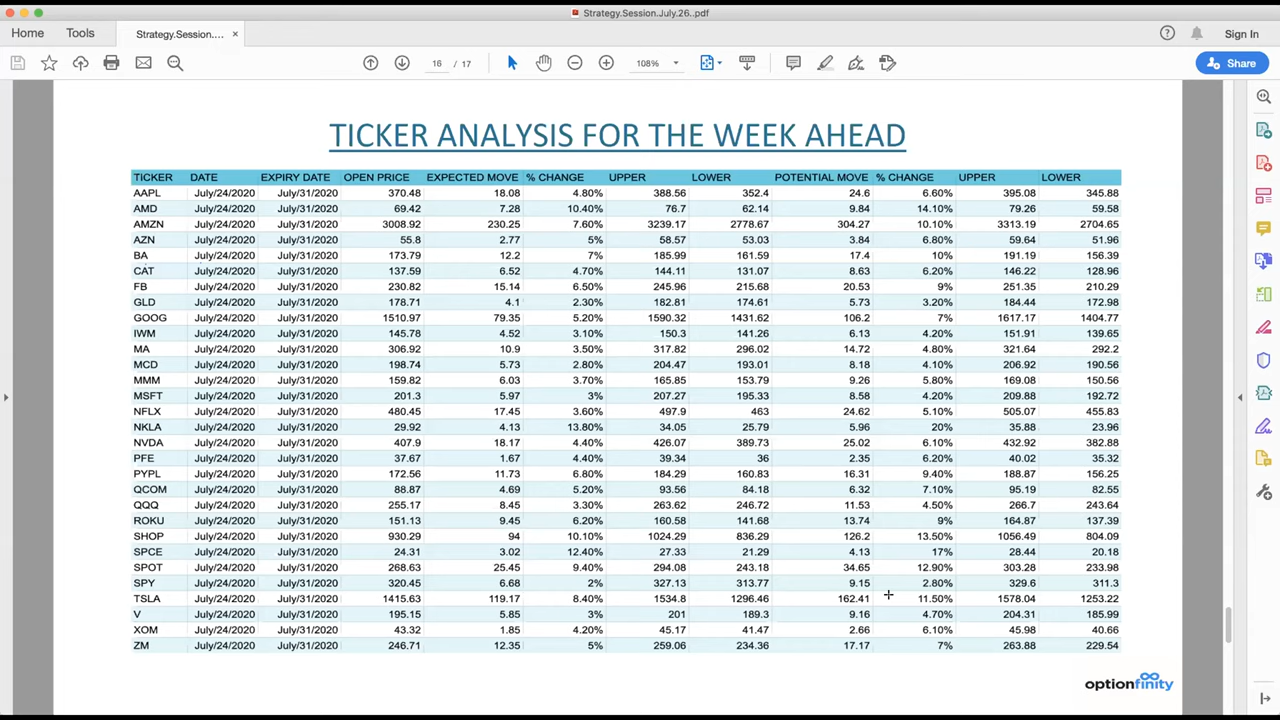 Strategy.Session.July.26..pdf
Home Tools Strategy.Session.... × Sign In
16 / 17 108% Share
TICKER ANALYSIS FOR THE WEEK AHEAD
TICKER DATE EXPIRY DATE OPEN PRICE EXPECTED MOVE % CHANGE UPPER LOWER POTENTIAL MOVE % CHANGE UPPER LOWER
AAPL July/24/2020 July/31/2020 370.48 18.08 4.80% 388.56 352.4 24.6 6.60% 395.08 345.88
AMD July/24/2020 July/31/2020 69.42 7.28 10.40% 76.7 62.14 9.84 14.10% 79.26 59.58
AMZN July/24/2020 July/31/2020 3008.92 230.25 7.60% 3239.17 2778.67 304.27 10.10% 3313.19 2704.65
AZN July/24/2020 July/31/2020 55.8 2.77 5% 58.57 53.03 3.84 6.80% 59.64 51.96
BA July/24/2020 July/31/2020 173.79 12.2 7% 185.99 161.59 17.4 10% 191.19 156.39
CAT July/24/2020 July/31/2020 137.59 6.52 4.70% 144.11 131.07 8.63 6.20% 146.22 128.96
FB July/24/2020 July/31/2020 230.82 15.14 6.50% 245.96 215.68 20.53 9% 251.35 210.29
GLD July/24/2020 July/31/2020 178.71 4.1 2.30% 182.81 174.61 5.73 3.20% 184.44 172.98
GOOG July/24/2020 July/31/2020 1510.97 79.35 5.20% 1590.32 1431.62 106.2 7% 1617.17 1404.77
IWM July/24/2020 July/31/2020 145.78 4.52 3.10% 150.3 141.26 6.13 4.20% 151.91 139.65
MA July/24/2020 July/31/2020 306.92 10.9 3.50% 317.82 296.02 14.72 4.80% 321.64 292.2
MCD July/24/2020 July/31/2020 198.74 5.73 2.80% 204.47 193.01 8.18 4.10% 206.92 190.56
MMM July/24/2020 July/31/2020 159.82 6.03 3.70% 165.85 153.79 9.26 5.80% 169.08 150.56
MSFT July/24/2020 July/31/2020 201.3 5.97 3% 207.27 195.33 8.58 4.20% 209.88 192.72
NFLX July/24/2020 July/31/2020 480.45 17.45 3.60% 497.9 463 24.62 5.10% 505.07 455.83
NKLA July/24/2020 July/31/2020 29.92 4.13 13.80% 34.05 25.79 5.96 20% 35.88 23.96
NVDA July/24/2020 July/31/2020 407.9 18.17 4.40% 426.07 389.73 25.02 6.10% 432.92 382.88
PFE July/24/2020 July/31/2020 37.67 1.67 4.40% 39.34 36 2.35 6.20% 40.02 35.32
PYPL July/24/2020 July/31/2020 172.56 11.73 6.80% 184.29 160.83 16.31 9.40% 188.87 156.25
QCOM July/24/2020 July/31/2020 88.87 4.69 5.20% 93.56 84.18 6.32 7.10% 95.19 82.55
QQQ July/24/2020 July/31/2020 255.17 8.45 3.30% 263.62 246.72 11.53 4.50% 266.7 243.64
ROKU July/24/2020 July/31/2020 151.13 9.45 6.20% 160.58 141.68 13.74 9% 164.87 137.39
SHOP July/24/2020 July/31/2020 930.29 94 10.10% 1024.29 836.29 126.2 13.50% 1056.49 804.09
SPCE July/24/2020 July/31/2020 24.31 3.02 12.40% 27.33 21.29 4.13 17% 28.44 20.18
SPOT July/24/2020 July/31/2020 268.63 25.45 9.40% 294.08 243.18 34.65 12.90% 303.28 233.98
SPY July/24/2020 July/31/2020 320.45 6.68 2% 327.13 313.77 9.15 2.80% 329.6 311.3
TSLA July/24/2020 July/31/2020 1415.63 119.17 8.40% 1534.8 1296.46 162.41 11.50% 1578.04 1253.22
V July/24/2020 July/31/2020 195.15 5.85 3% 201 189.3 9.16 4.70% 204.31 185.99
XOM July/24/2020 July/31/2020 43.32 1.85 4.20% 45.17 41.47 2.66 6.10% 45.98 40.66
ZM July/24/2020 July/31/2020 246.71 12.35 5% 259.06 234.36 17.17 7% 263.88 229.54
optionfinity